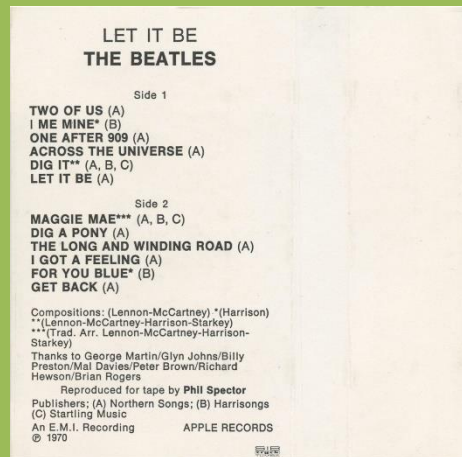 LET IT BE
THE BEATLES
Side 1
TWO OF US (A)
I ME MINE* (B)
ONE AFTER 909 (A)
ACROSS THE UNIVERSE (A)
DIG IT** (A, B, C)
LET IT BE (A)
Side 2
MAGGIE MAE*** (A, B, C)
DIG A PONY (A)
THE LONG AND WINDING ROAD (A)
I GOT A FEELING (A)
FOR YOU BLUE* (B)
GET BACK (A)
Compositions: (Lennon-McCartney) *(Harrison)
**(Lennon-McCartney-Harrison-Starkey)
***(Trad. Arr. Lennon-McCartney-Harrison-
Starkey)
Thanks to George Martin/Glyn Johns/Billy
Preston/Mal Davies/Peter Brown/Richard
Hewson/Brian Rogers
Reproduced for tape by Phil Spector
Publishers; (A) Northern Songs; (B) Harrisongs
(C) Startling Music
An E.M.I. Recording APPLE RECORDS
℗ 1970